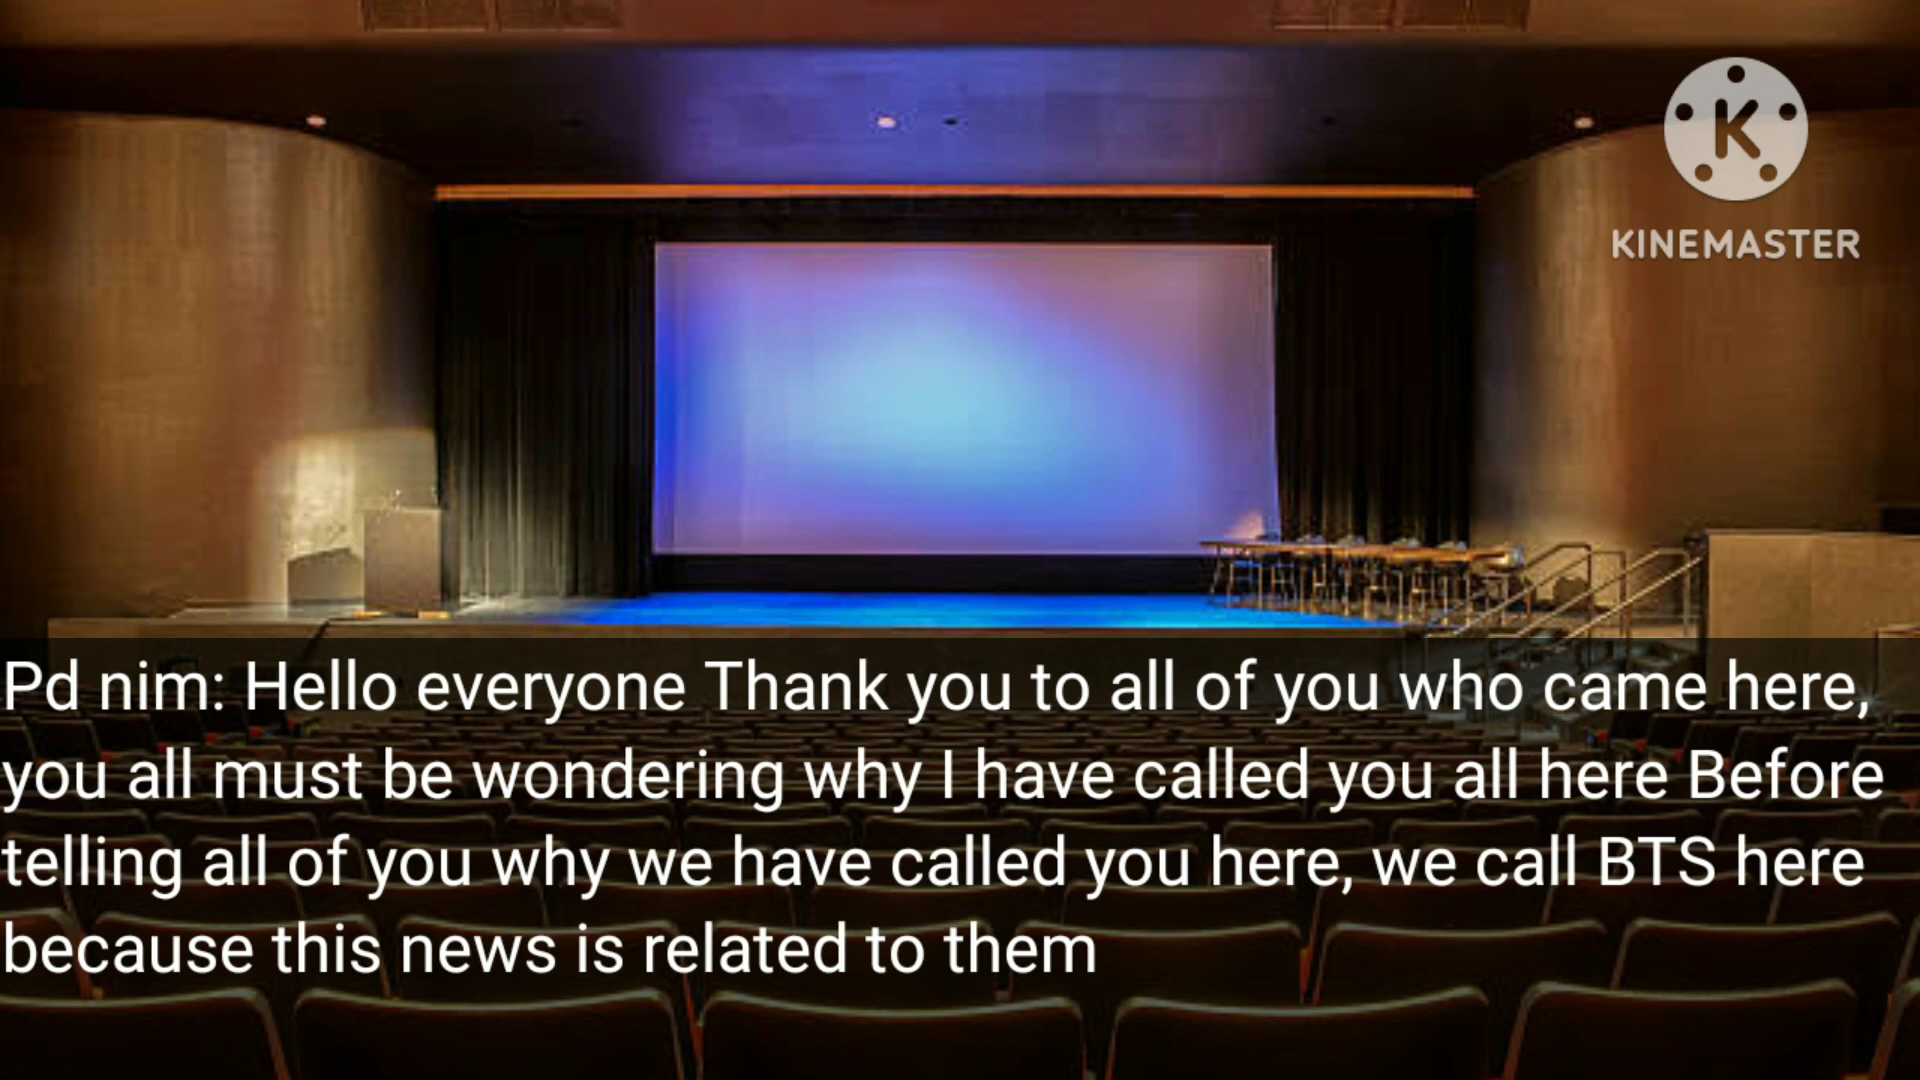 K
KINEMASTER
Pd nim: Hello everyone Thank you to all of you who came here,
you all must be wondering why I have called you all here Before
telling all of you why we have called you here, we call BTS here
because this news is related to them